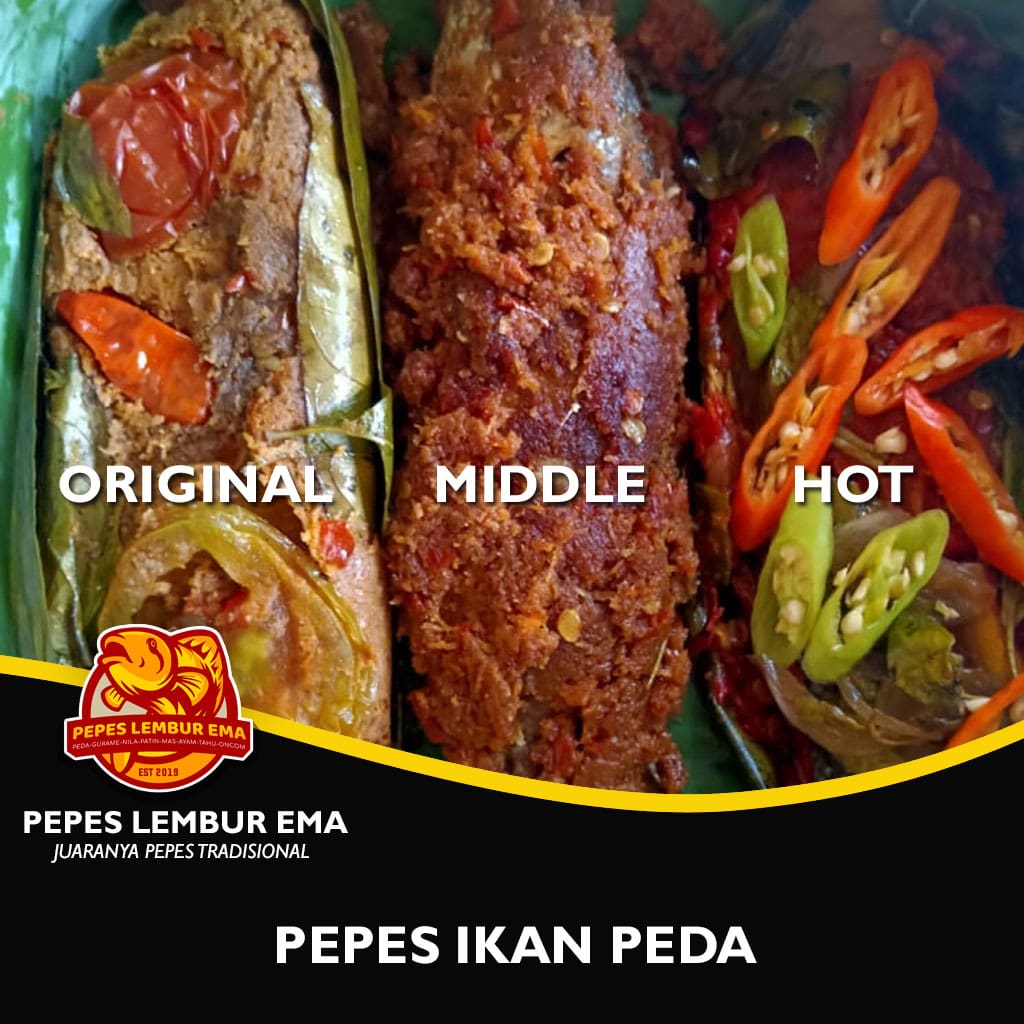 ORIGINAL MIDDLE HOT
PEPES LEMBUR EMA
PEDA-GURAME-NILA-PATIN-MAS-AYAM-TAHU-ONCOM
EST 2019
PEPES LEMBUR EMA
JUARANYA PEPES TRADISIONAL
PEPES IKAN PEDA